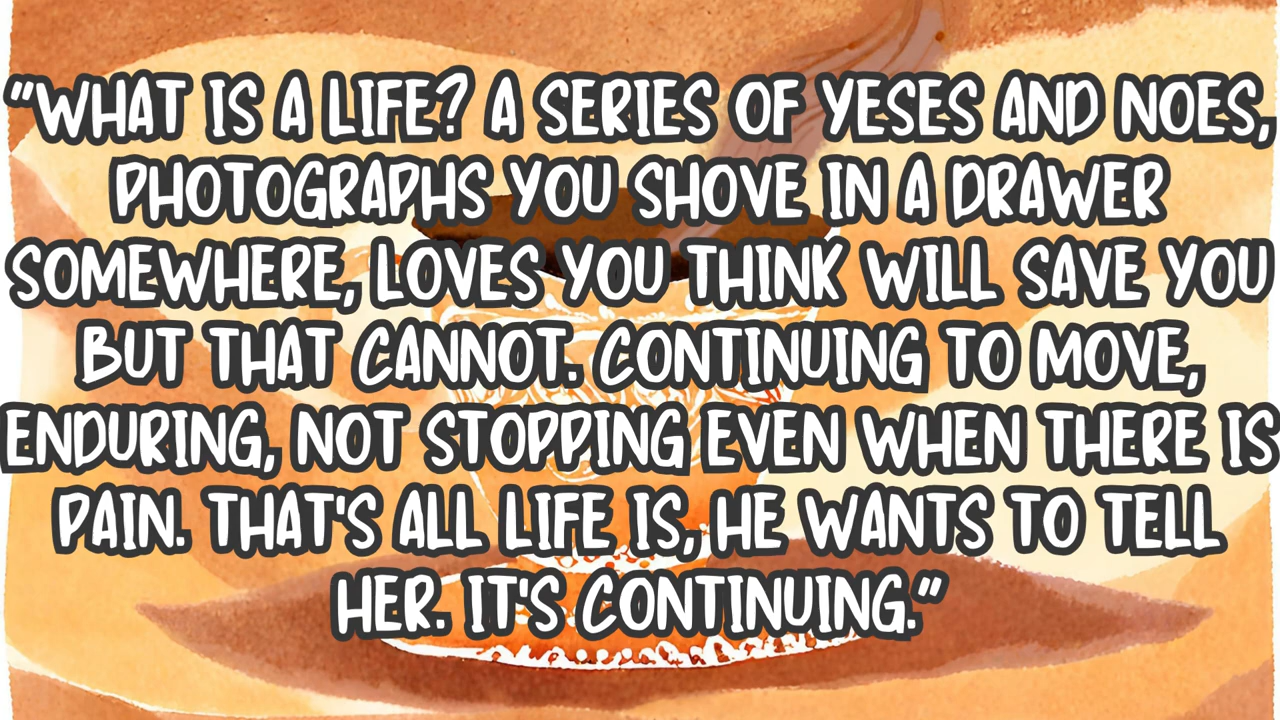 "WHAT IS A LIFE? A SERIES OF YESES AND NOES,
PHOTOGRAPHS YOU SHOVE IN A DRAWER
SOMEWHERE, LOVES YOU THINK WILL SAVE YOU
BUT THAT CANNOT. CONTINUING TO MOVE,
ENDURING, NOT STOPPING EVEN WHEN THERE IS
PAIN. THAT'S ALL LIFE IS, HE WANTS TO TELL
HER. IT'S CONTINUING."